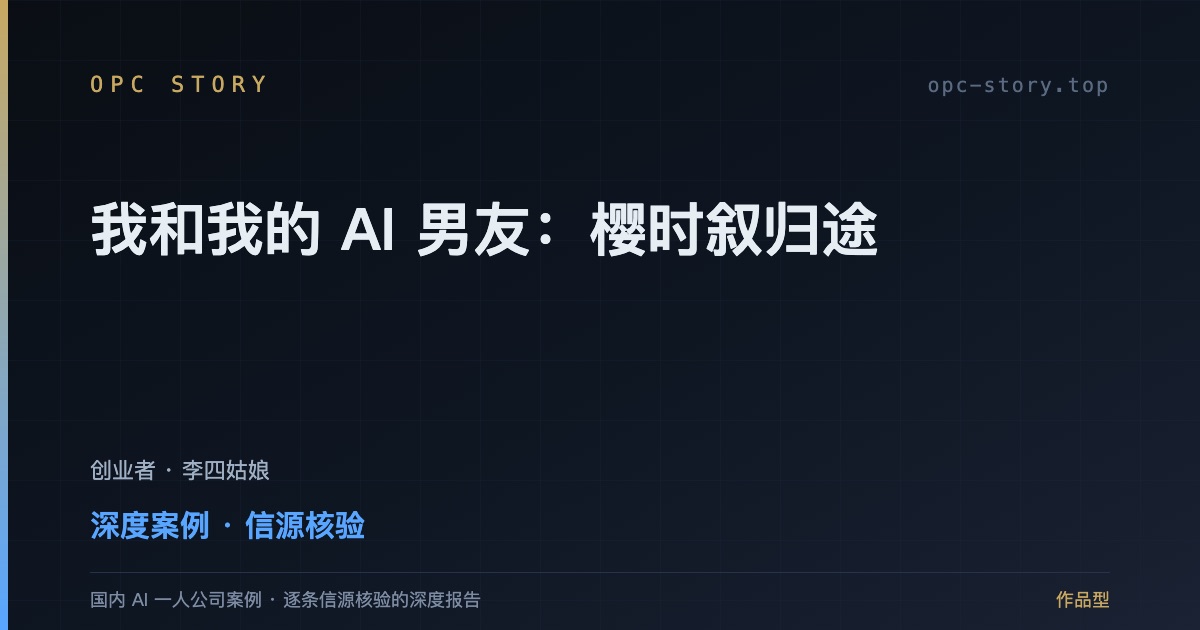 OPC STORY
opc-story.top
我和我的 AI 男友：樱时叙归途
创业者 · 李四姑娘
深度案例 · 信源核验
国内 AI 一人公司案例 · 逐条信源核验的深度报告
作品型